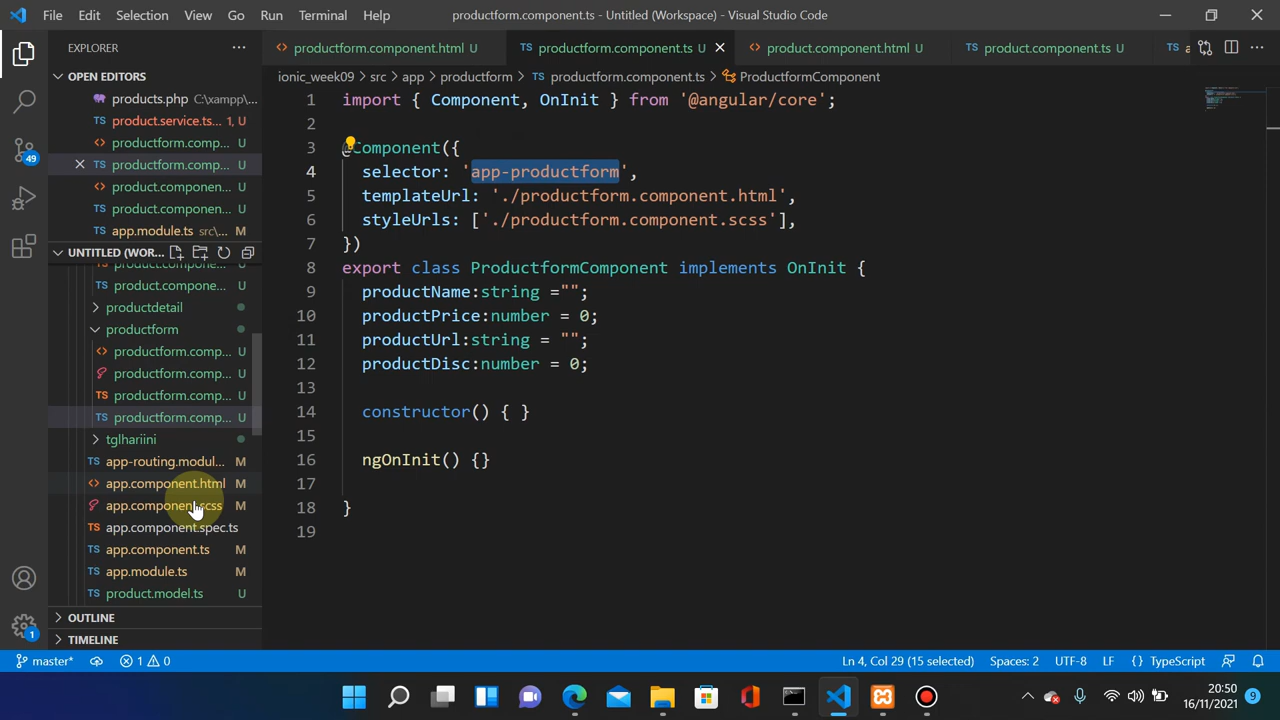 File Edit Selection View Go Run Terminal Help
productform.component.ts - Untitled (Workspace) - Visual Studio Code
EXPLORER
OPEN EDITORS
products.php C:\xampp\...
product.service.ts... 1, U
productform.comp... U
productform.comp... U
product.componen... U
product.componen... U
app.module.ts src\... M
UNTITLED (WOR...
product.compone... U
product.compone... U
productdetail
productform
productform.comp... U
productform.comp... U
productform.comp... U
productform.comp... U
tglhariini
app-routing.modul... M
app.component.html M
app.component.scss M
app.component.spec.ts
app.component.ts M
app.module.ts M
product.model.ts U
OUTLINE
TIMELINE
49
1
productform.component.html U
TS productform.component.ts U
product.component.html U
TS product.component.ts U
TS a
ionic_week09 > src > app > productform > TS productform.component.ts > ProductformComponent
1 import { Component, OnInit } from '@angular/core';
2
3 @Component({
4 selector: 'app-productform',
5 templateUrl: './productform.component.html',
6 styleUrls: ['./productform.component.scss'],
7 })
8 export class ProductformComponent implements OnInit {
9 productName:string ="";
10 productPrice:number = 0;
11 productUrl:string = "";
12 productDisc:number = 0;
13
14 constructor() { }
15
16 ngOnInit() {}
17
18 }
19
master* 1 0
Ln 4, Col 29 (15 selected) Spaces: 2 UTF-8 LF {} TypeScript
20:50
16/11/2021
9